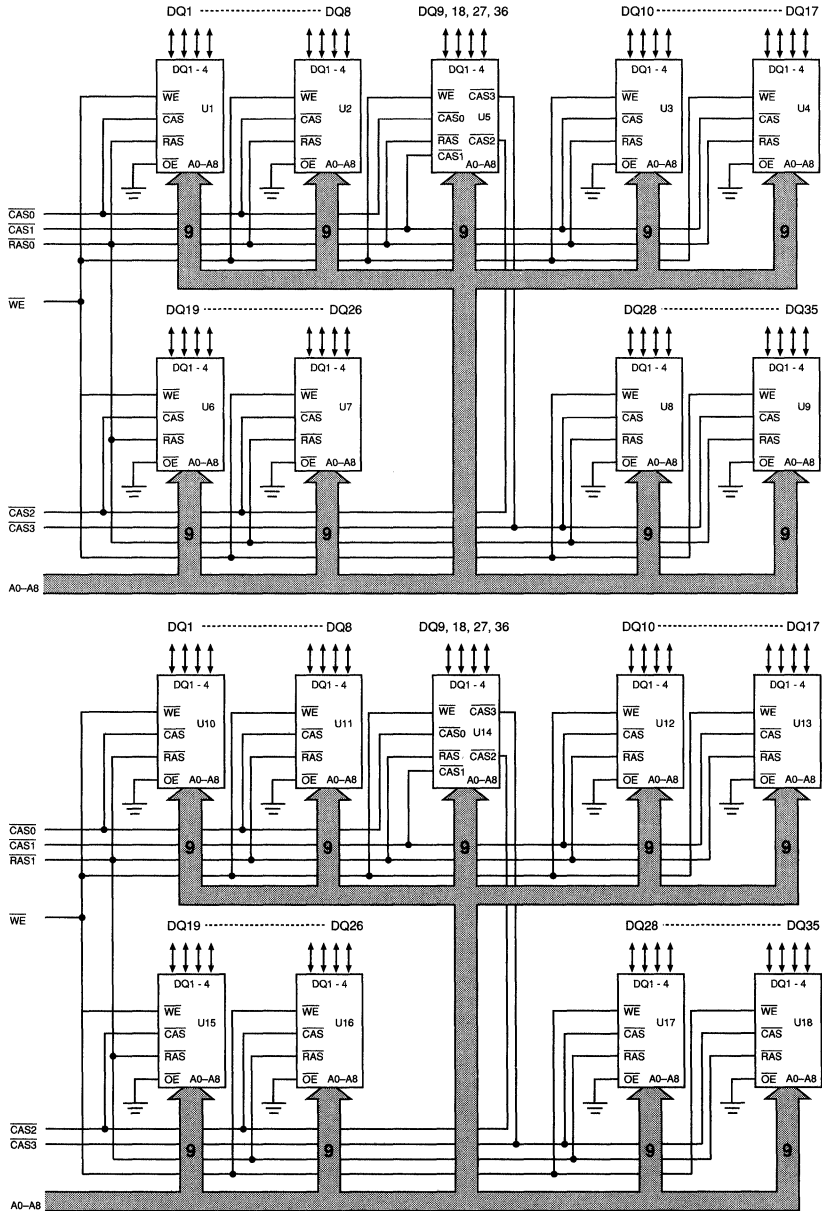 DQ1 DQ8 DQ9, 18, 27, 36 DQ10 DQ17
DQ1 - 4 DQ1 - 4 DQ1 - 4 DQ1 - 4 DQ1 - 4
WE WE WE CAS3 WE WE
U1 U2 U5 U3 U4
CAS CAS CAS0 CAS2 CAS CAS
RAS RAS RAS RAS RAS
CAS1
OE A0–A8 OE A0–A8 A0–A8 OE A0–A8 OE A0–A8
CAS0
CAS1
RAS0
9 9 9 9 9
WE
DQ19 DQ26 DQ28 DQ35
DQ1 - 4 DQ1 - 4 DQ1 - 4 DQ1 - 4
WE WE WE WE
U6 U7 U8 U9
CAS CAS CAS CAS
RAS RAS RAS RAS
OE A0–A8 OE A0–A8 OE A0–A8 OE A0–A8
CAS2
CAS3
9 9 9 9
A0–A8
DQ1 DQ8 DQ9, 18, 27, 36 DQ10 DQ17
DQ1 - 4 DQ1 - 4 DQ1 - 4 DQ1 - 4 DQ1 - 4
WE WE WE CAS3 WE WE
U10 U11 U14 U12 U13
CAS CAS CAS0 CAS2 CAS CAS
RAS RAS RAS RAS RAS
CAS1
OE A0–A8 OE A0–A8 A0–A8 OE A0–A8 OE A0–A8
CAS0
CAS1
RAS1
9 9 9 9 9
WE
DQ19 DQ26 DQ28 DQ35
DQ1 - 4 DQ1 - 4 DQ1 - 4 DQ1 - 4
WE WE WE WE
U15 U16 U17 U18
CAS CAS CAS CAS
RAS RAS RAS RAS
OE A0–A8 OE A0–A8 OE A0–A8 OE A0–A8
CAS2
CAS3
9 9 9 9
A0–A8